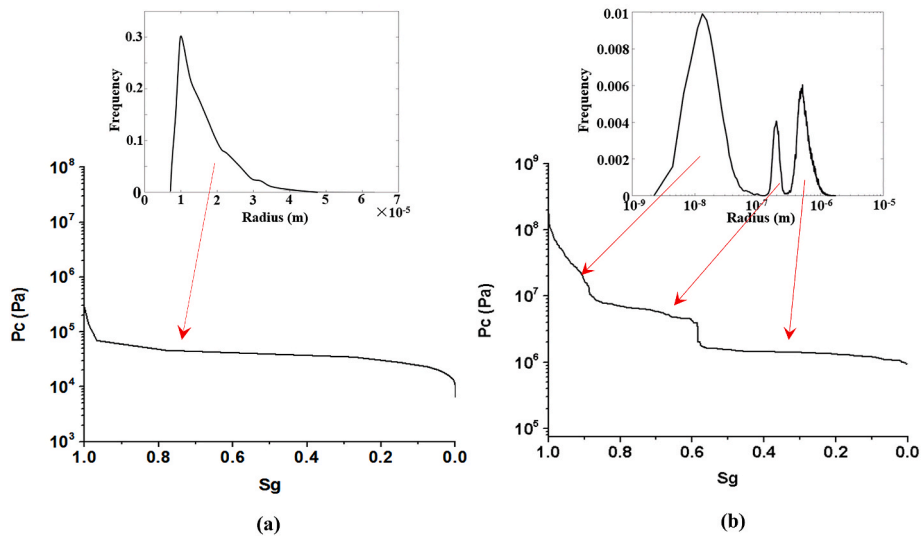 0.4
0.3
0.2
0.1
0
Frequency
0 1 2 3 4 5 6 7
Radius (m)
×10⁻⁵
10⁸
10⁷
10⁶
10⁵
10⁴
10³
Pc (Pa)
1.0 0.8 0.6 0.4 0.2 0.0
Sg
(a)
0.01
0.008
0.006
0.004
0.002
0.000
Frequency
10⁻⁹ 10⁻⁸ 10⁻⁷ 10⁻⁶ 10⁻⁵
Radius (m)
10⁹
10⁸
10⁷
10⁶
10⁵
Pc (Pa)
1.0 0.8 0.6 0.4 0.2 0.0
Sg
(b)